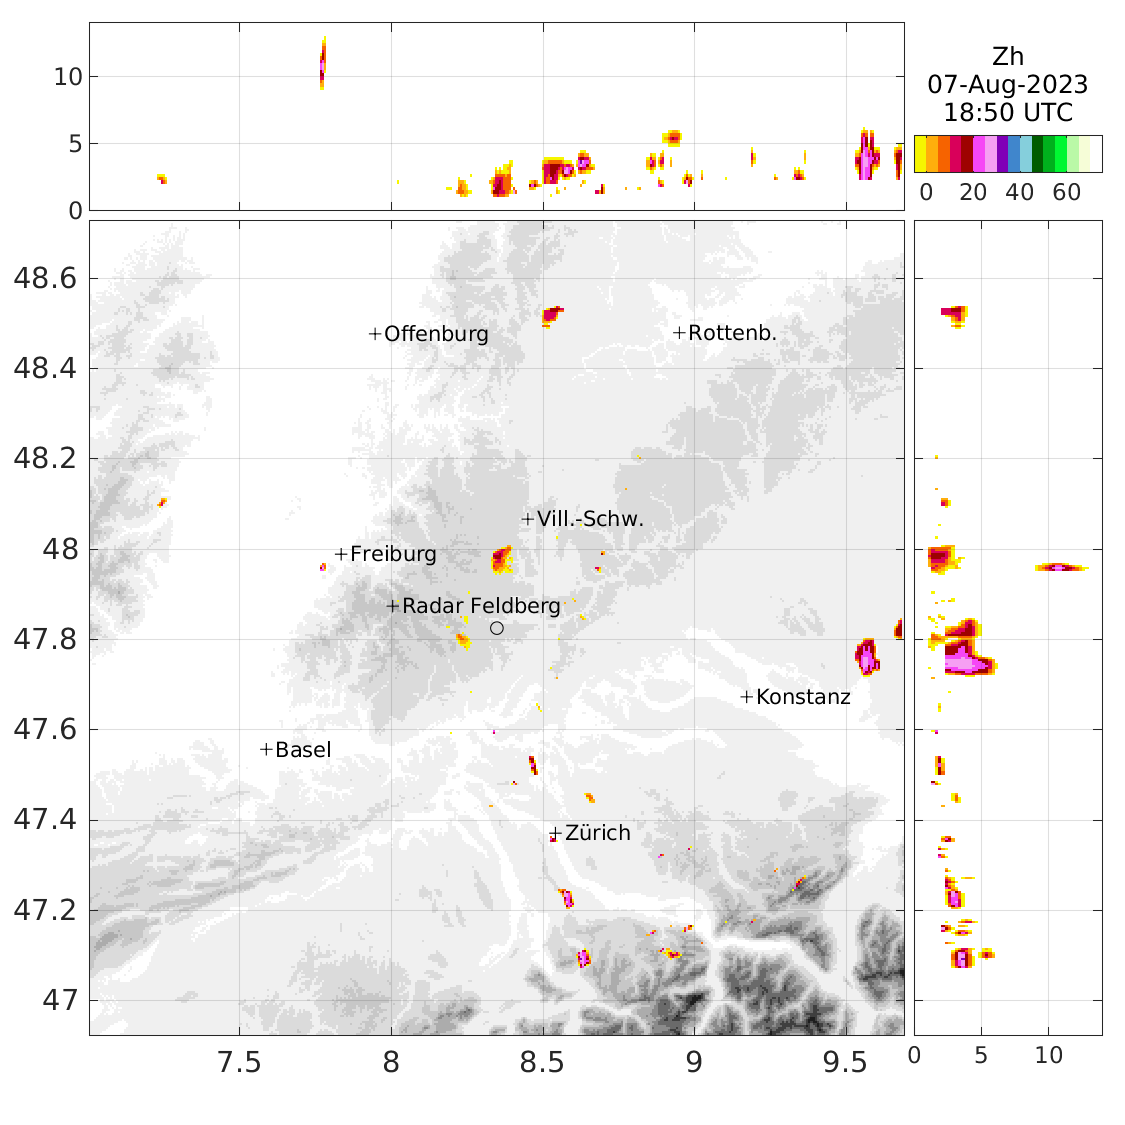 Zh
07-Aug-2023
18:50 UTC
10
5
0
0 20 40 60
48.6
48.4
48.2
48
47.8
47.6
47.4
47.2
47
+Offenburg
+Rottenb.
+Vill.-Schw.
+Freiburg
+Radar Feldberg
+Konstanz
+Basel
+Zürich
7.5 8 8.5 9 9.5
0 5 10